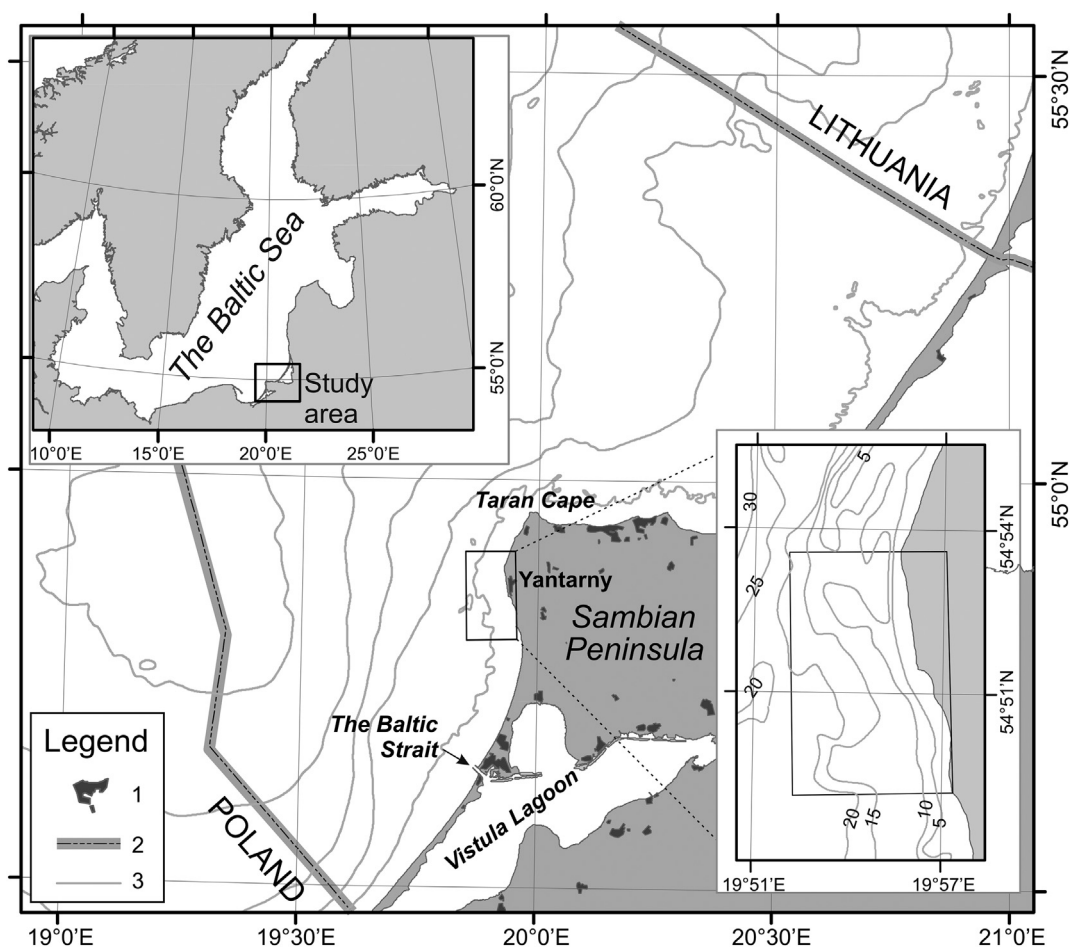 LITHUANIA
55°30'N
60°0'N
The Baltic Sea
55°0'N
Study
area
10°0'E
15°0'E
20°0'E
25°0'E
Taran Cape
55°0'N
Yantarny
Sambian
Peninsula
The Baltic
Strait
Vistula Lagoon
POLAND
Legend
1
2
3
5
30
54°54'N
25
20
54°51'N
20
15
10
5
19°51'E
19°57'E
19°0'E
19°30'E
20°0'E
20°30'E
21°0'E